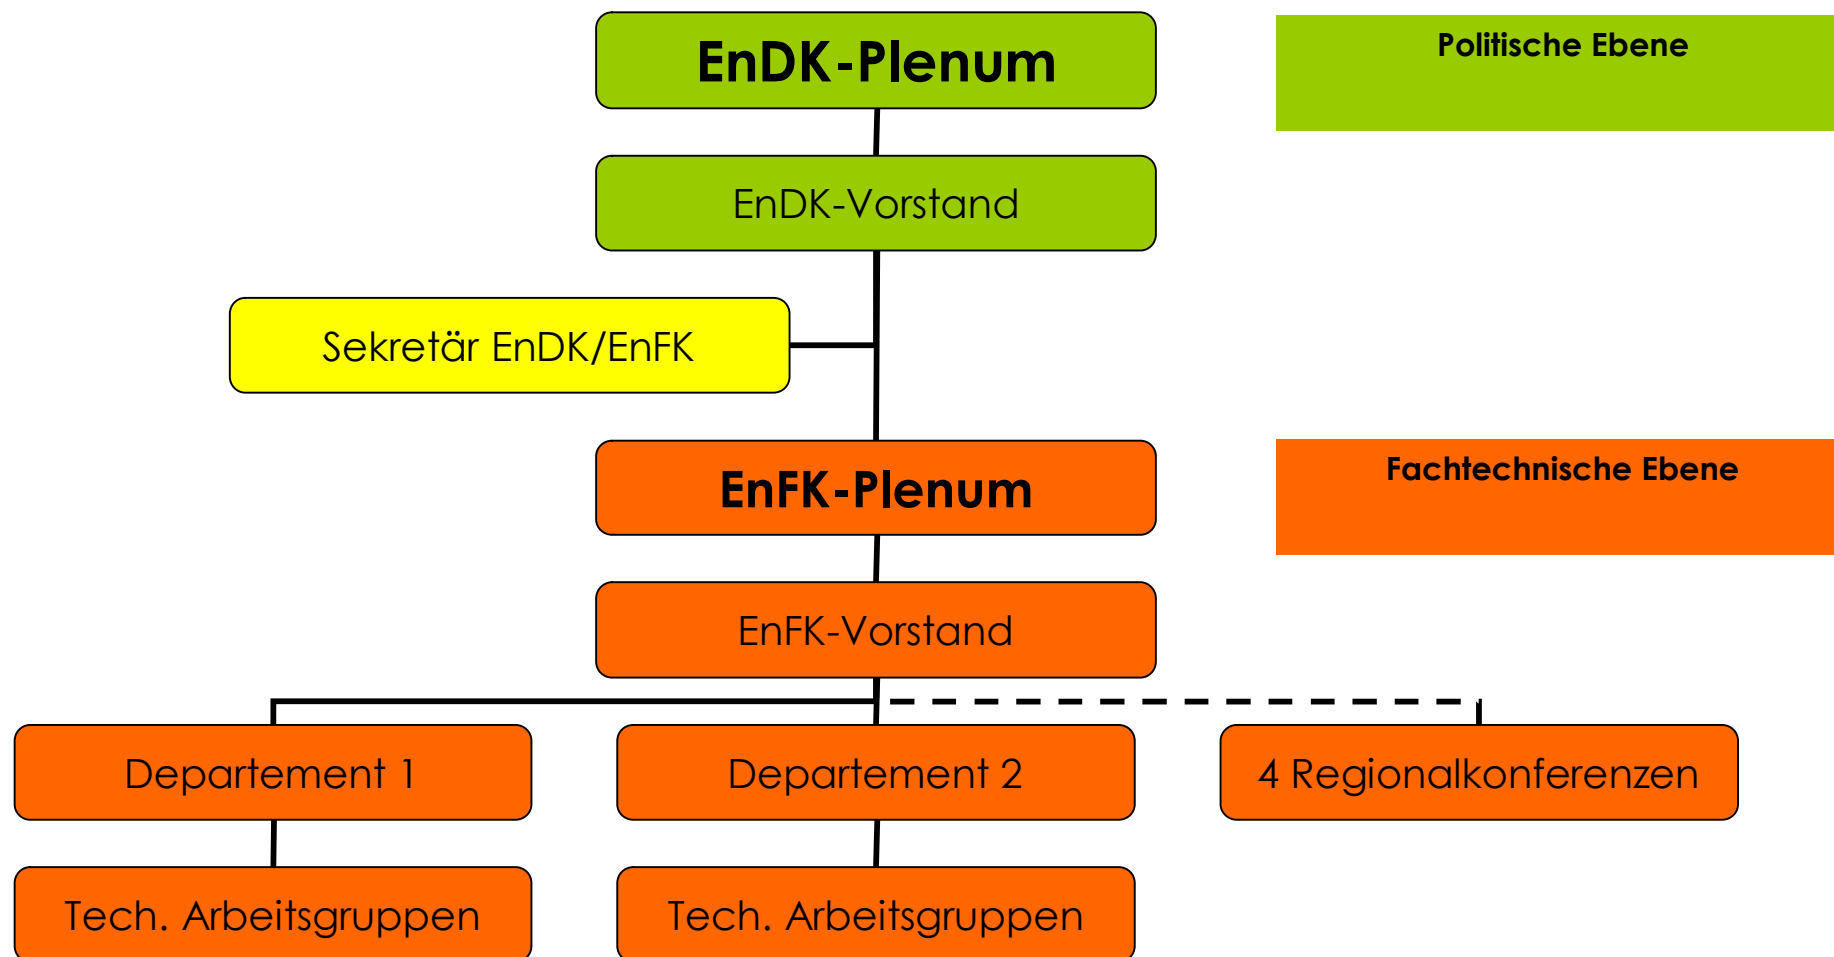 EnDK-Plenum
Politische Ebene
EnDK-Vorstand
Sekretär EnDK/EnFK
EnFK-Plenum
Fachtechnische Ebene
EnFK-Vorstand
Departement 1
Departement 2
4 Regionalkonferenzen
Tech. Arbeitsgruppen
Tech. Arbeitsgruppen